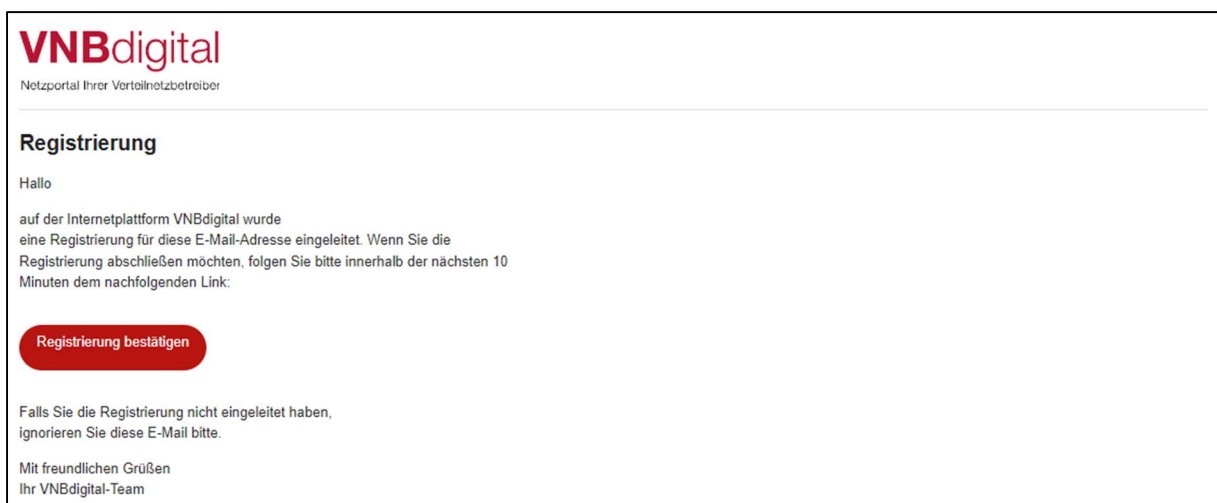 VNBdigital
Netzportal Ihrer Verteilnetzbetreiber
Registrierung
Hallo
auf der Internetplattform VNBdigital wurde
eine Registrierung für diese E-Mail-Adresse eingeleitet. Wenn Sie die
Registrierung abschließen möchten, folgen Sie bitte innerhalb der nächsten 10
Minuten dem nachfolgenden Link:
Registrierung bestätigen
Falls Sie die Registrierung nicht eingeleitet haben,
ignorieren Sie diese E-Mail bitte.
Mit freundlichen Grüßen
Ihr VNBdigital-Team